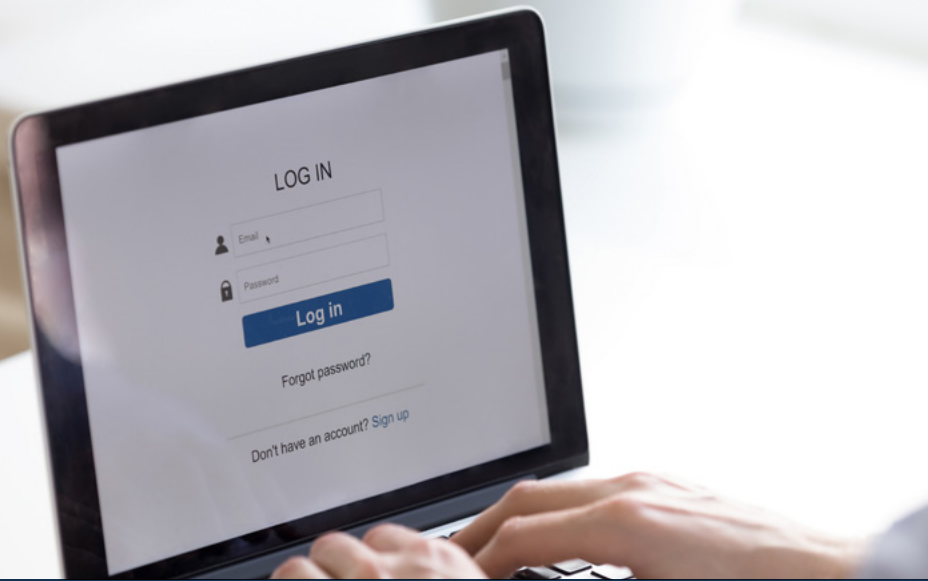 LOG IN
Email
Password
Log in
Forgot password?
Don't have an account? Sign up